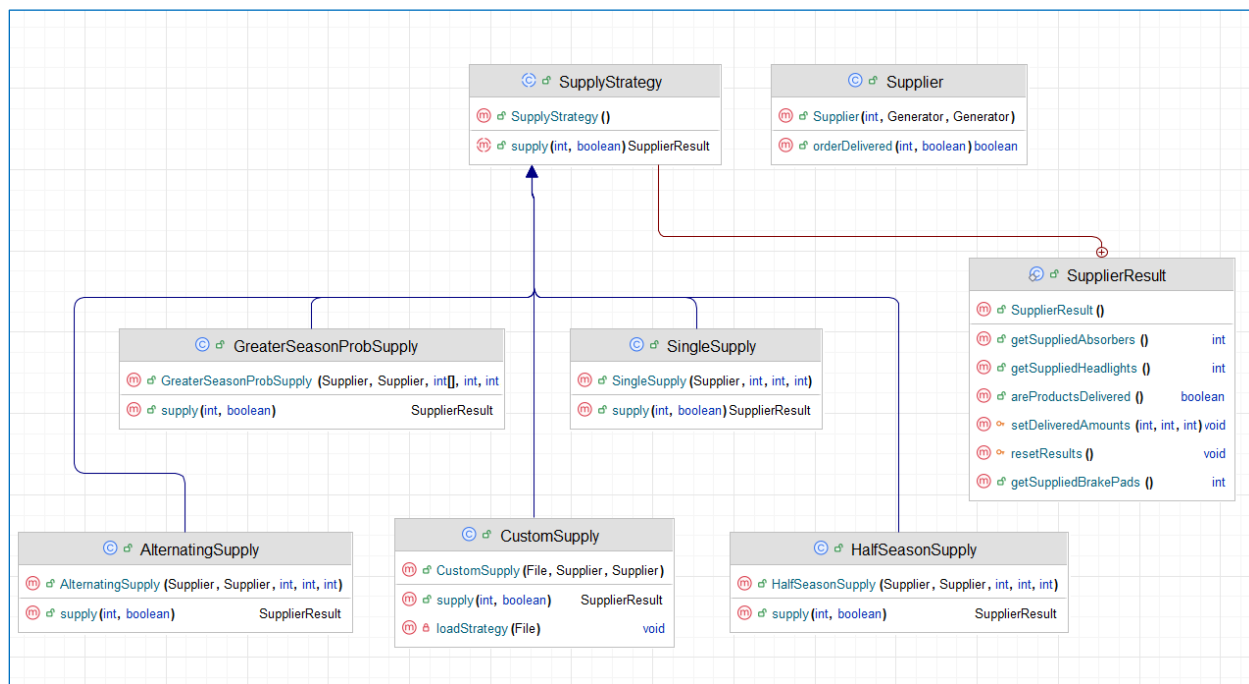 SupplyStrategy
SupplyStrategy()
supply(int, boolean) SupplierResult
Supplier
Supplier(int, Generator, Generator)
orderDelivered(int, boolean) boolean
SupplierResult
SupplierResult()
getSuppliedAbsorbers() int
getSuppliedHeadlights() int
areProductsDelivered() boolean
setDeliveredAmounts(int, int, int) void
resetResults() void
getSuppliedBrakePads() int
GreaterSeasonProbSupply
GreaterSeasonProbSupply(Supplier, Supplier, int[], int, int
supply(int, boolean) SupplierResult
SingleSupply
SingleSupply(Supplier, int, int, int)
supply(int, boolean) SupplierResult
AlternatingSupply
AlternatingSupply(Supplier, Supplier, int, int, int)
supply(int, boolean) SupplierResult
CustomSupply
CustomSupply(File, Supplier, Supplier)
supply(int, boolean) SupplierResult
loadStrategy(File) void
HalfSeasonSupply
HalfSeasonSupply(Supplier, Supplier, int, int, int)
supply(int, boolean) SupplierResult